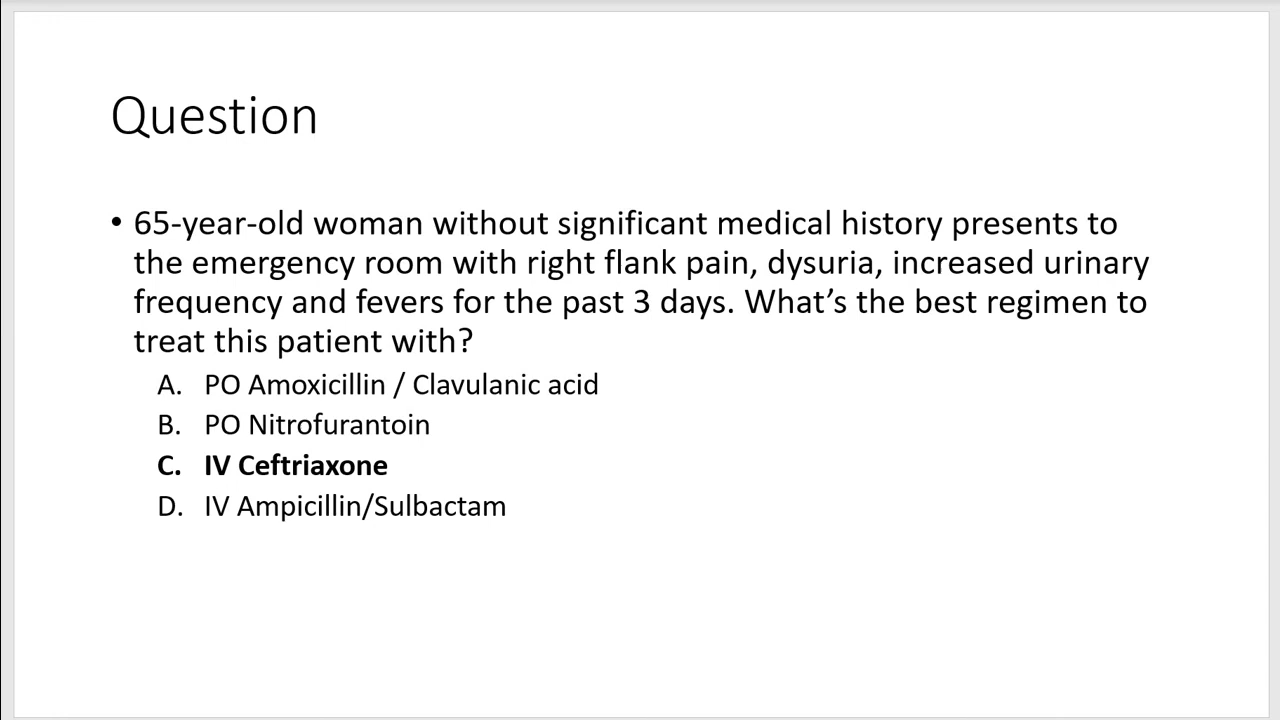 Question
• 65-year-old woman without significant medical history presents to
the emergency room with right flank pain, dysuria, increased urinary
frequency and fevers for the past 3 days. What’s the best regimen to
treat this patient with?
A. PO Amoxicillin / Clavulanic acid
B. PO Nitrofurantoin
C. IV Ceftriaxone
D. IV Ampicillin/Sulbactam